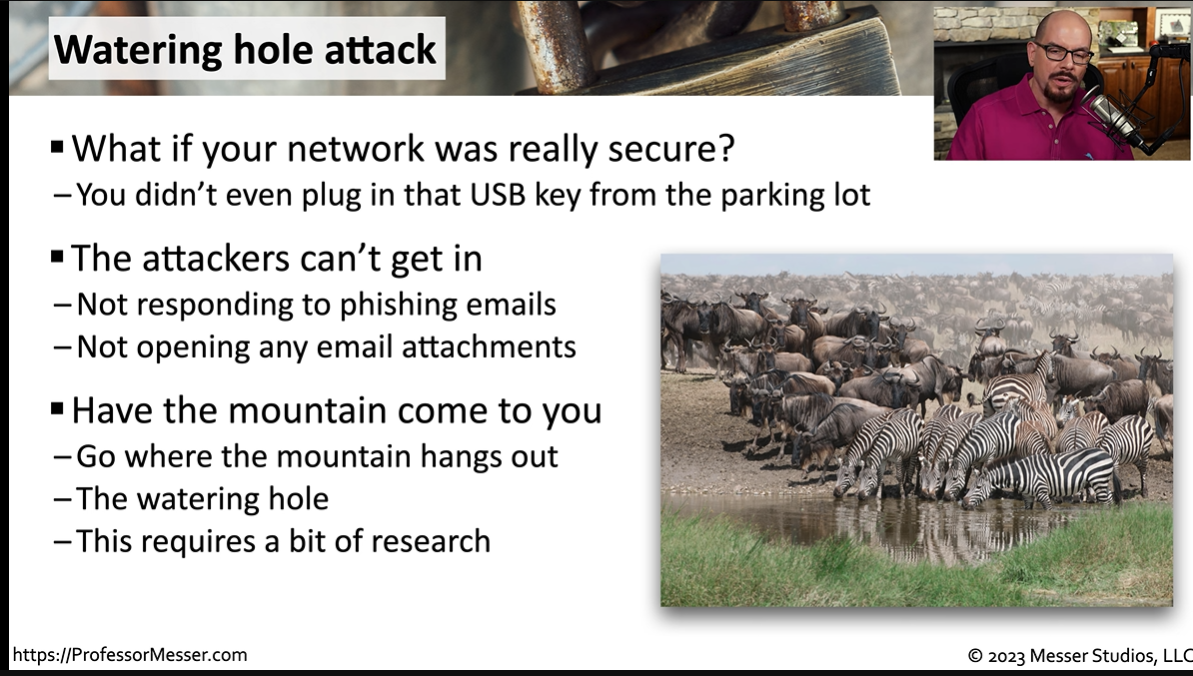 Watering hole attack
▪ What if your network was really secure?
– You didn’t even plug in that USB key from the parking lot
▪ The attackers can’t get in
– Not responding to phishing emails
– Not opening any email attachments
▪ Have the mountain come to you
– Go where the mountain hangs out
– The watering hole
– This requires a bit of research
https://ProfessorMesser.com
© 2023 Messer Studios, LLC